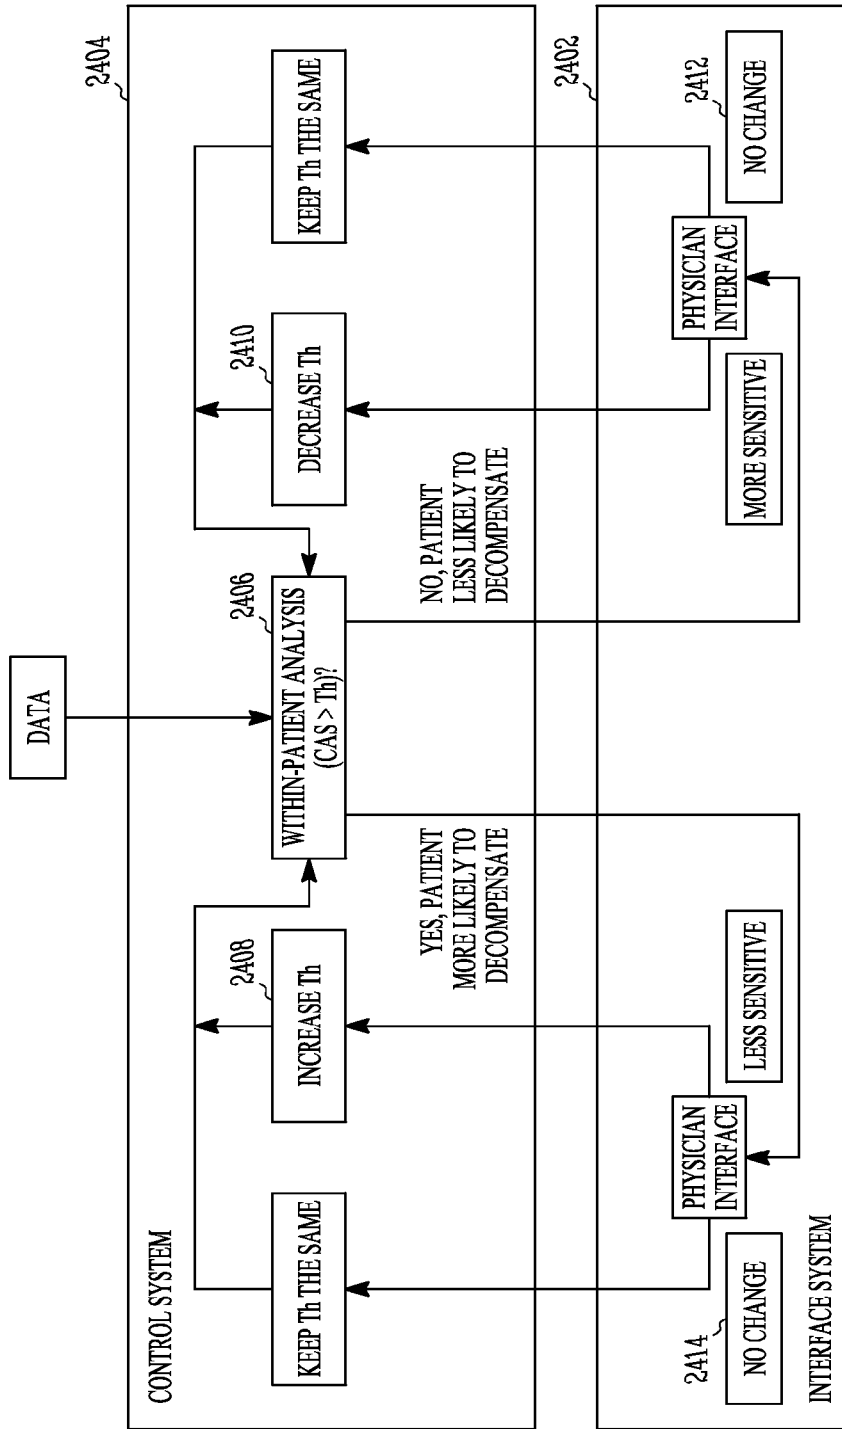 DATA
CONTROL SYSTEM
2404
KEEP Th THE SAME
2408
INCREASE Th
2406
WITHIN-PATIENT ANALYSIS
(CAS > Th)?
2410
DECREASE Th
KEEP Th THE SAME
YES, PATIENT
MORE LIKELY TO
DECOMPENSATE
NO, PATIENT
LESS LIKELY TO
DECOMPENSATE
2402
2414
NO CHANGE
PHYSICIAN
INTERFACE
LESS SENSITIVE
MORE SENSITIVE
PHYSICIAN
INTERFACE
2412
NO CHANGE
INTERFACE SYSTEM